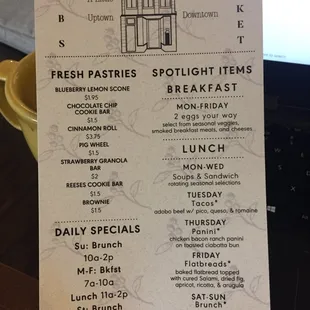 B
S
Uptown
Downtown
KET
FRESH PASTRIES
BLUEBERRY LEMON SCONE
$1.95
CHOCOLATE CHIP
COOKIE BAR
$1.5
CINNAMON ROLL
$3.75
PIG WHEEL
$1.5
STRAWBERRY GRANOLA
BAR
$2
REESES COOKIE BAR
$1.5
BROWNIE
$1.5
DAILY SPECIALS
Su: Brunch
10a-2p
M-F: Bkfst
7a-10a
Lunch 11a-2p
St: Brunch
SPOTLIGHT ITEMS
BREAKFAST
MON-FRIDAY
2 eggs your way
select from seasonal veggies,
smoked breakfast meats, and cheeses
LUNCH
MON-WED
Soups & Sandwich
rotating seasonal selections
TUESDAY
Tacos*
adobo beef w/ pico, queso, & romaine
THURSDAY
Panini*
chicken bacon ranch panini
on toasted ciabatta bun
FRIDAY
Flatbreads*
baked flatbread topped
with cured Salami, dried fig,
apricot, ricotta, & arugula
SAT-SUN
Brunch*